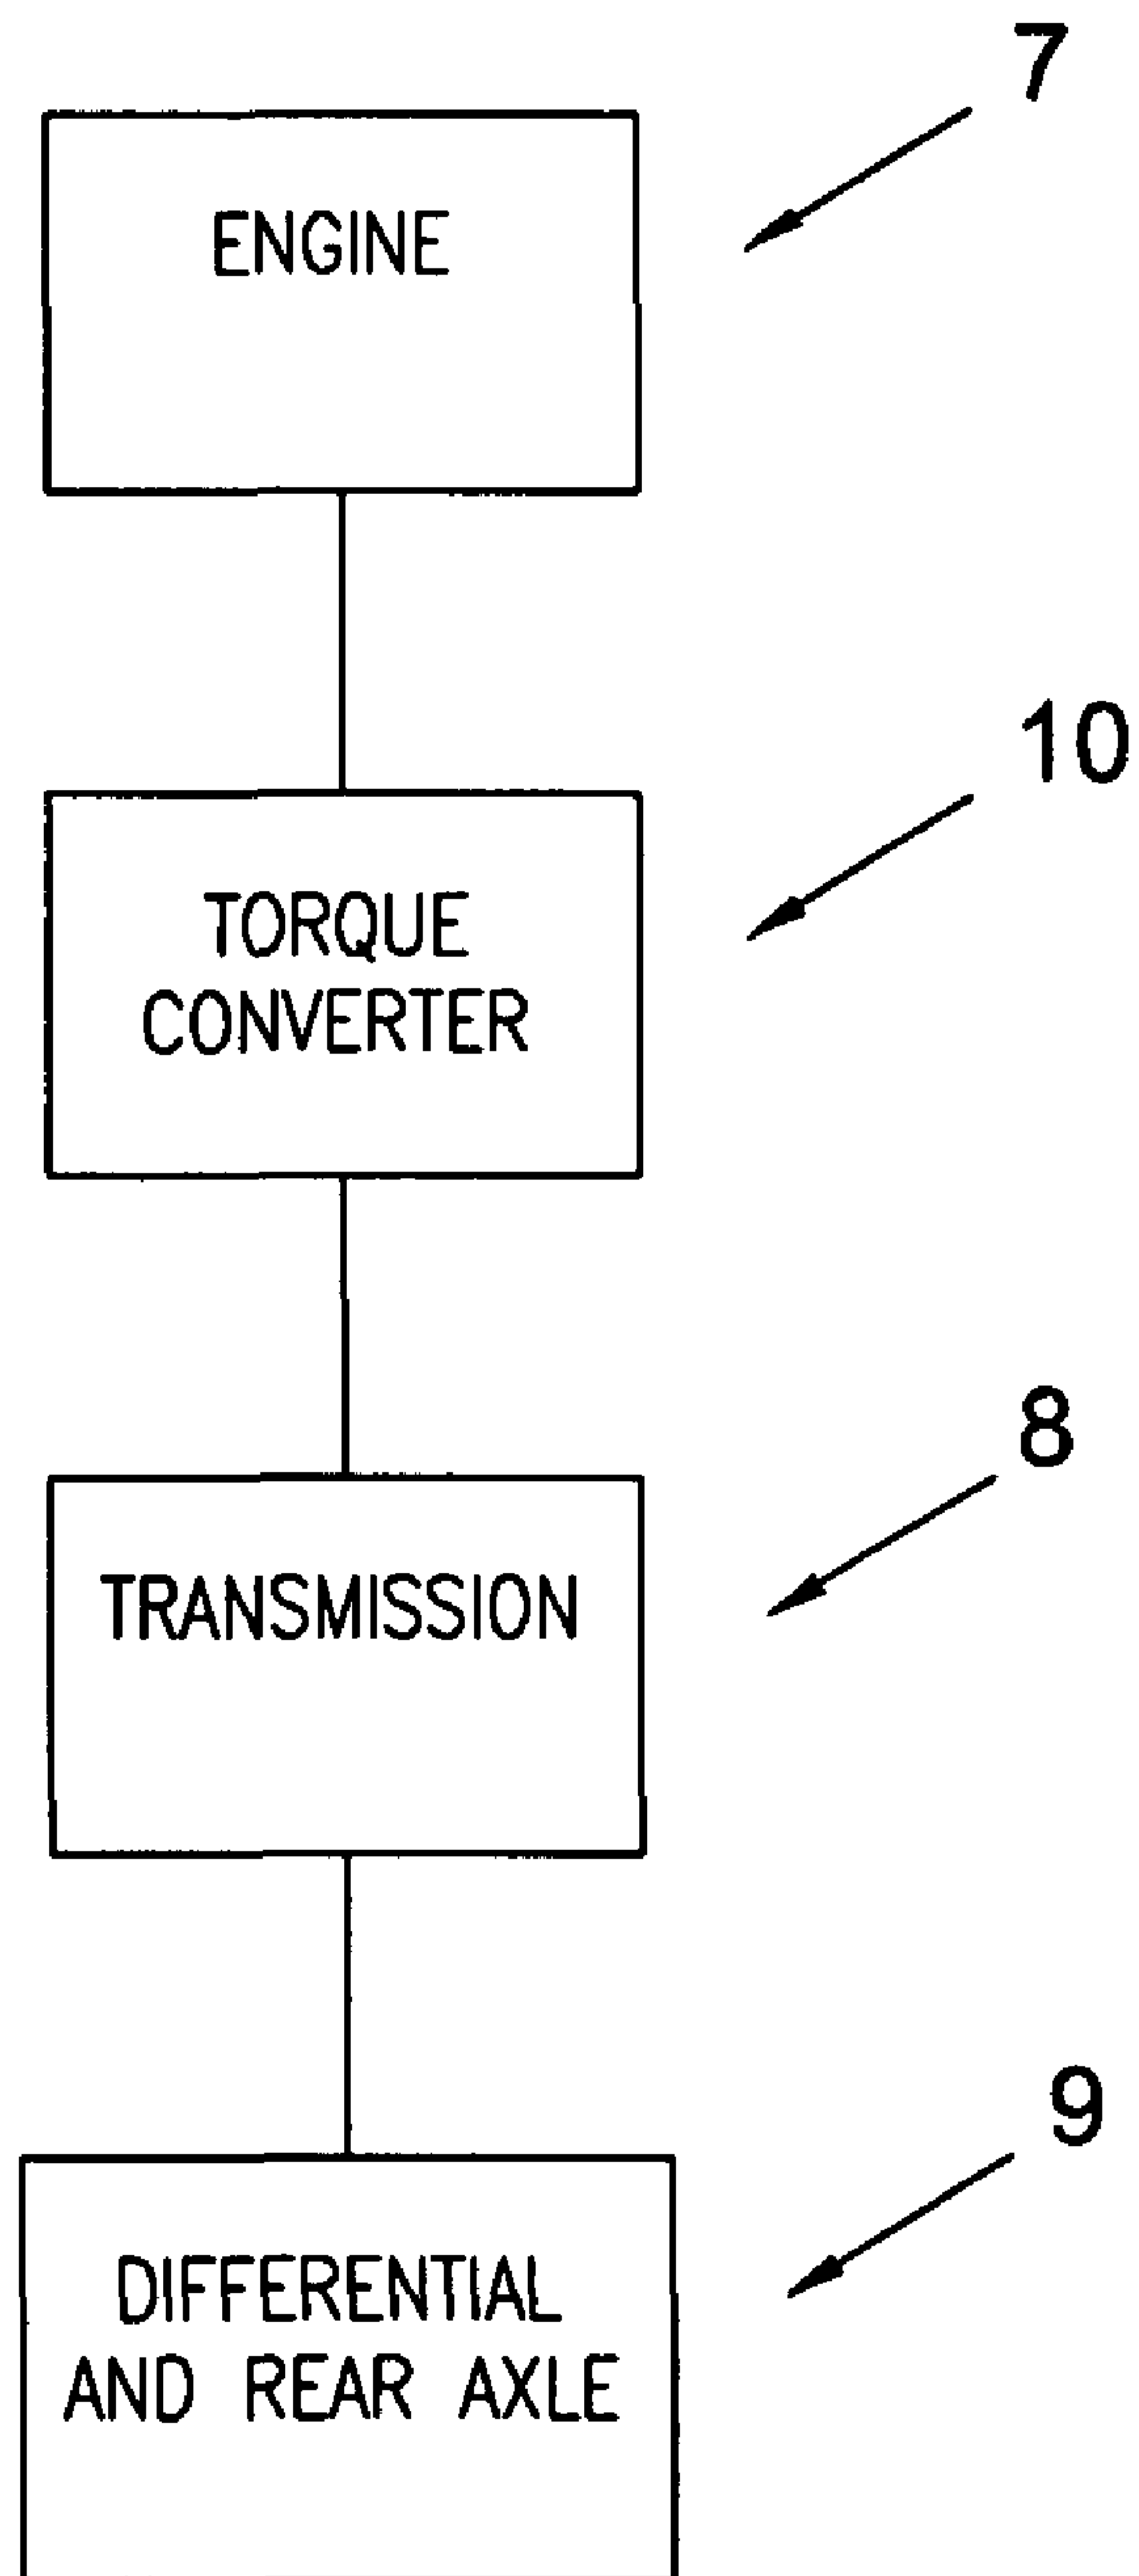 7
ENGINE
10
TORQUE
CONVERTER
8
TRANSMISSION
9
DIFFERENTIAL
AND REAR AXLE